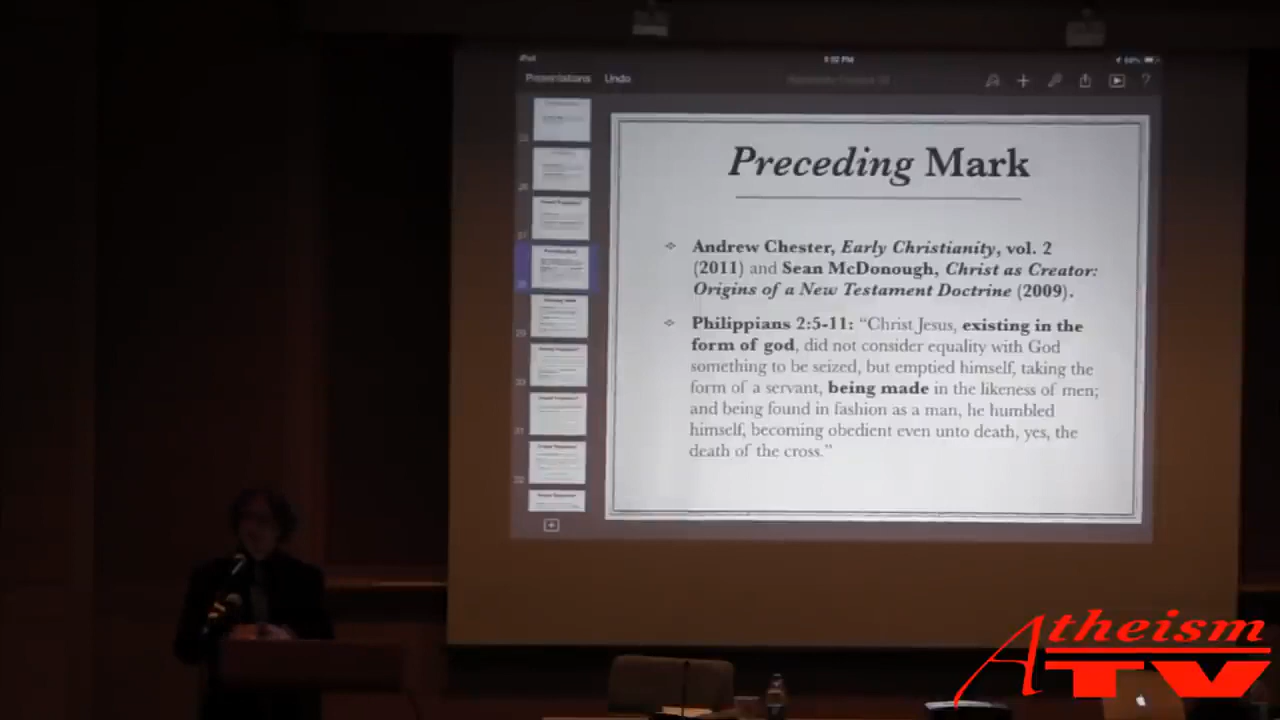 iPad
Presentations Undo
Preceding Mark
Andrew Chester, Early Christianity, vol. 2
(2011) and Sean McDonough, Christ as Creator:
Origins of a New Testament Doctrine (2009).
Philippians 2:5-11: “Christ Jesus, existing in the
form of god, did not consider equality with God
something to be seized, but emptied himself, taking the
form of a servant, being made in the likeness of men;
and being found in fashion as a man, he humbled
himself, becoming obedient even unto death, yes, the
death of the cross.”
Atheism
TV